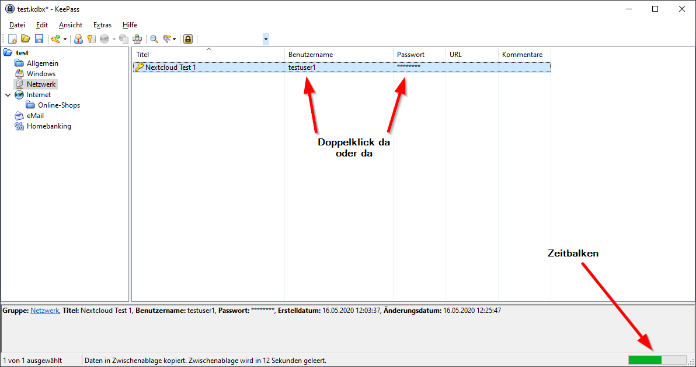 test.kdbx* - KeePass
Datei Edit Ansicht Extras Hilfe
test
Allgemein
Windows
Netzwerk
Internet
Online-Shops
eMail
Homebanking
Titel Benutzername Passwort URL Kommentare
Nextcloud Test 1 testuser1 ********
Doppelklick da
oder da
Zeitbalken
Gruppe: Netzwerk, Titel: Nextcloud Test 1, Benutzername: testuser1, Passwort: ********, Erstelldatum: 16.05.2020 12:03:37, Änderungsdatum: 16.05.2020 12:25:47
1 von 1 ausgewählt Daten in Zwischenablage kopiert. Zwischenablage wird in 12 Sekunden geleert.